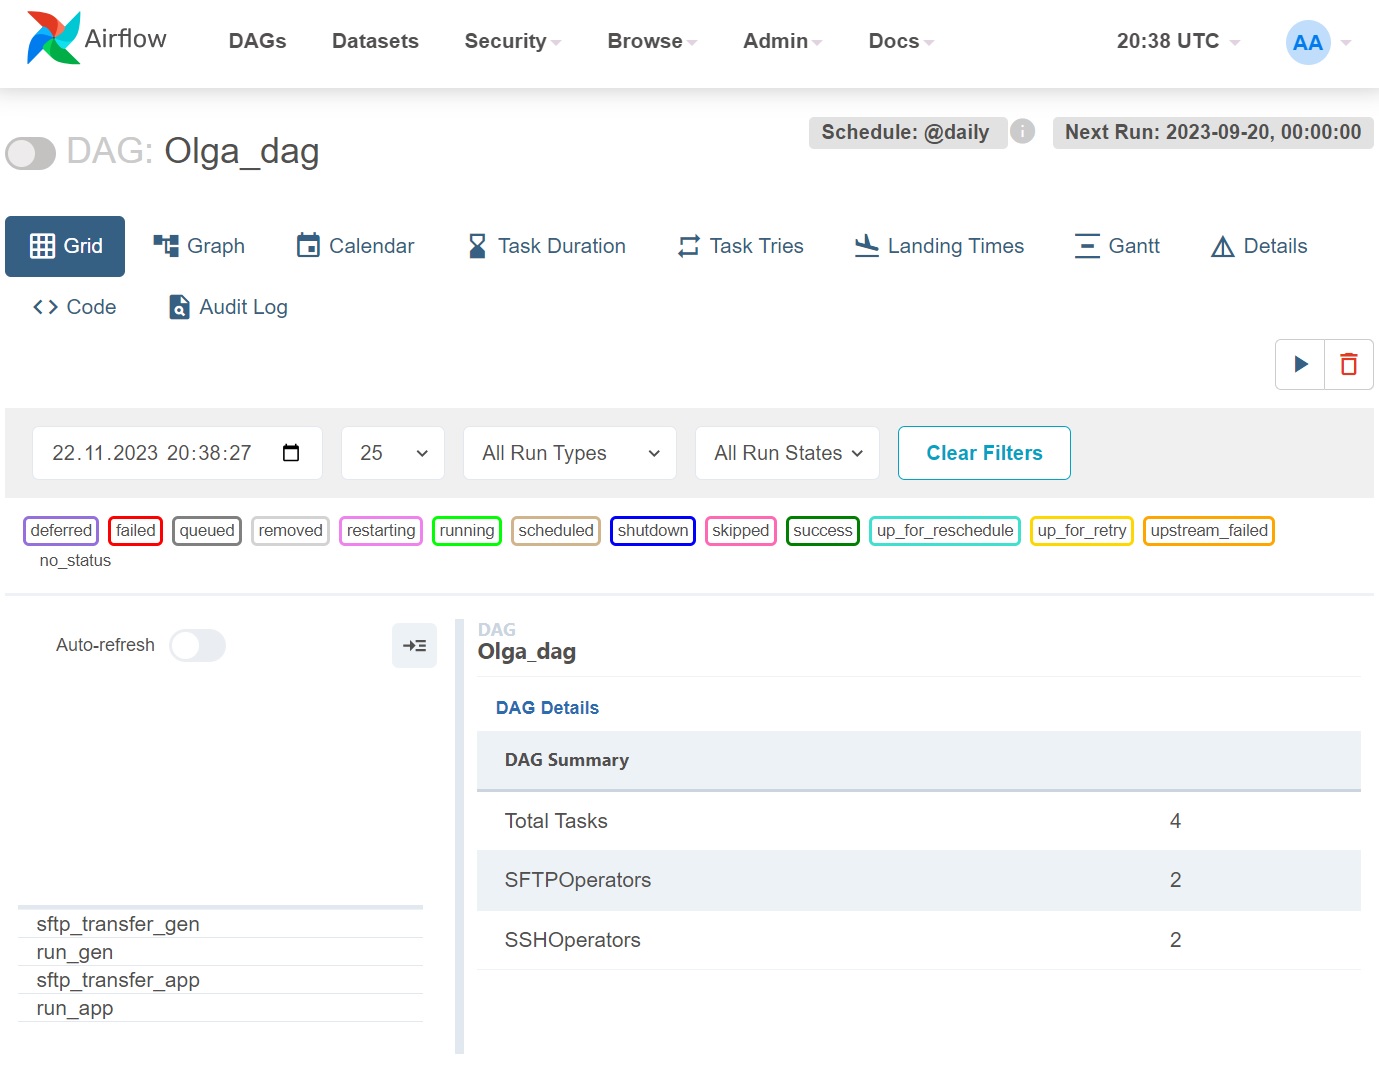 Airflow DAGs Datasets Security Browse Admin Docs 20:38 UTC AA
Schedule: @daily i Next Run: 2023-09-20, 00:00:00
DAG: Olga_dag
Grid Graph Calendar Task Duration Task Tries Landing Times Gantt Details
Code Audit Log
22.11.2023 20:38:27 25 All Run Types All Run States Clear Filters
deferred failed queued removed restarting running scheduled shutdown skipped success up_for_reschedule up_for_retry upstream_failed
no_status
Auto-refresh
sftp_transfer_gen
run_gen
sftp_transfer_app
run_app
DAG
Olga_dag
DAG Details
DAG Summary
Total Tasks 4
SFTPOperators 2
SSHOperators 2